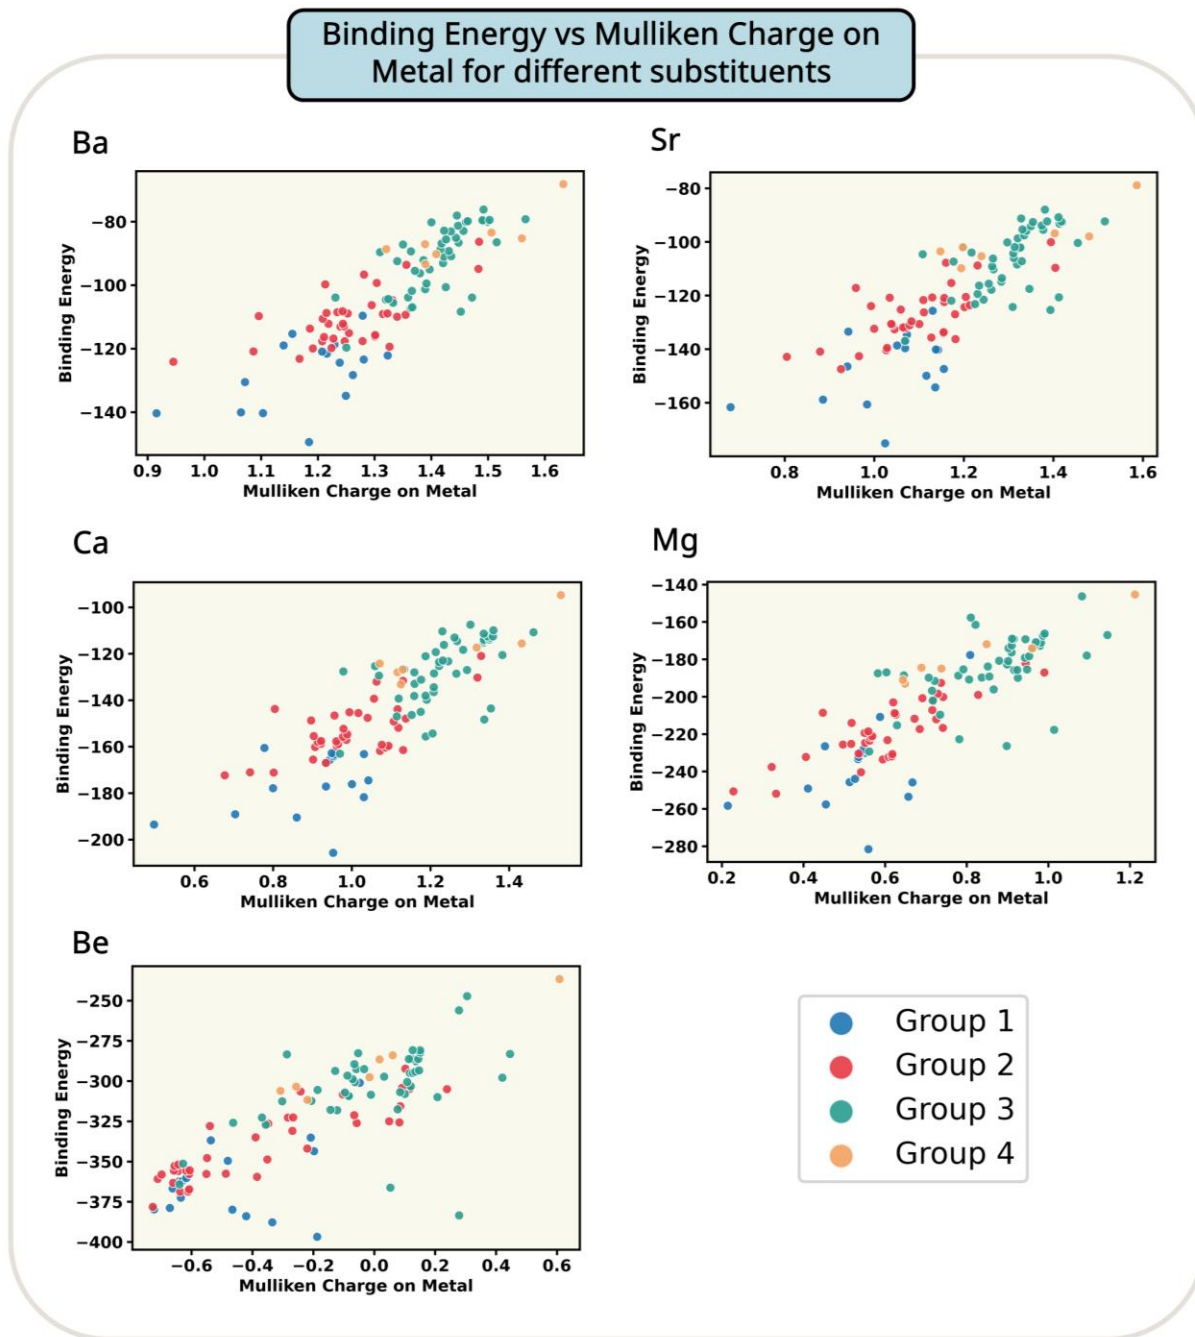 Binding Energy vs Mulliken Charge on
Metal for different substituents
Ba
−80
−100
−120
−140
Binding Energy
0.9 1.0 1.1 1.2 1.3 1.4 1.5 1.6
Mulliken Charge on Metal
Sr
−80
−100
−120
−140
−160
Binding Energy
0.8 1.0 1.2 1.4 1.6
Mulliken Charge on Metal
Ca
−100
−120
−140
−160
−180
−200
Binding Energy
0.6 0.8 1.0 1.2 1.4
Mulliken Charge on Metal
Mg
−140
−160
−180
−200
−220
−240
−260
−280
Binding Energy
0.2 0.4 0.6 0.8 1.0 1.2
Mulliken Charge on Metal
Be
−250
−275
−300
−325
−350
−375
−400
Binding Energy
−0.6 −0.4 −0.2 0.0 0.2 0.4 0.6
Mulliken Charge on Metal
Group 1
Group 2
Group 3
Group 4